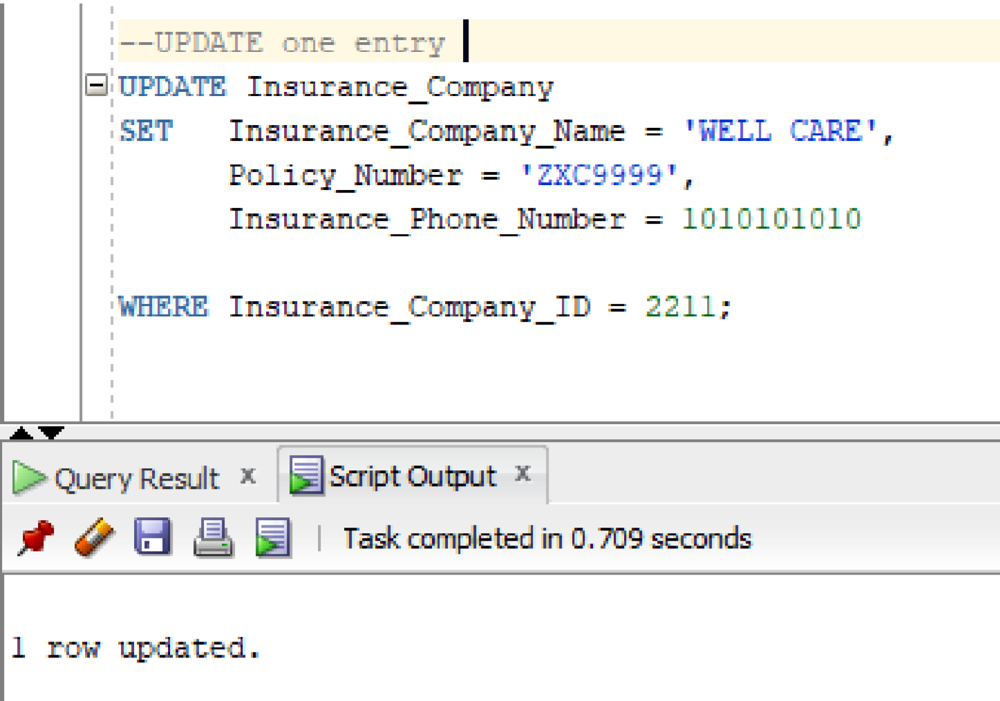 --UPDATE one entry
UPDATE Insurance_Company
SET   Insurance_Company_Name = 'WELL CARE',
      Policy_Number = 'ZXC9999',
      Insurance_Phone_Number = 1010101010
WHERE Insurance_Company_ID = 2211;
Query Result x Script Output x
Task completed in 0.709 seconds
1 row updated.